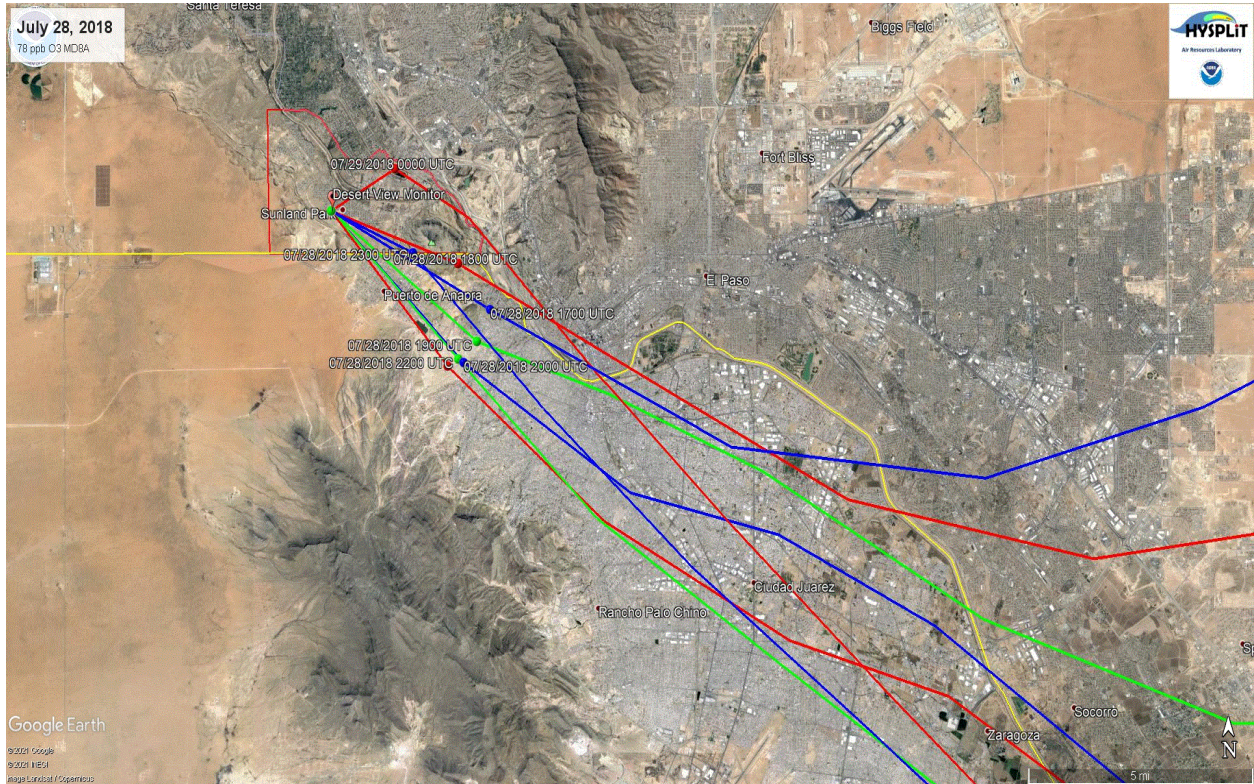 Santa Teresa
July 28, 2018
78 ppb O3 MDA8
Biggs Field
HYSPLIT
Air Resources Laboratory
NOAA
07/29/2018 0000 UTC
Fort Bliss
Desert View Monitor
Sunland Par
07/28/2018 2300 UTC
07/28/2018 1800 UTC
El Paso
Puerto de Anapra
07/28/2018 1700 UTC
07/28/2018 1900 UTC
07/28/2018 2200 UTC
07/28/2018 2000 UTC
Ciudad Juarez
Rancho Palo Chino
Sp
Socorro
Zaragoza
Google Earth
N
©2021 Google
©2021 INEGI
Image Landsat / Copernicus
5 mi